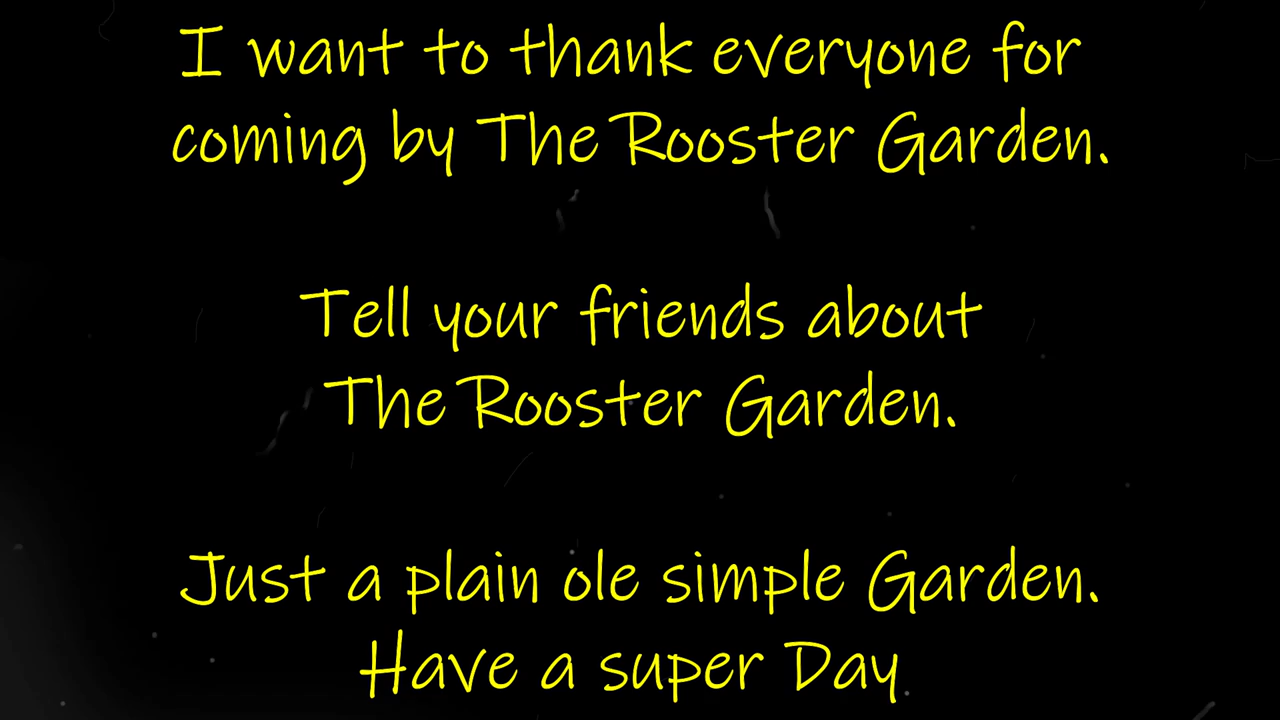 I want to thank everyone for
coming by The Rooster Garden.
Tell your friends about
The Rooster Garden.
Just a plain ole simple Garden.
Have a super Day